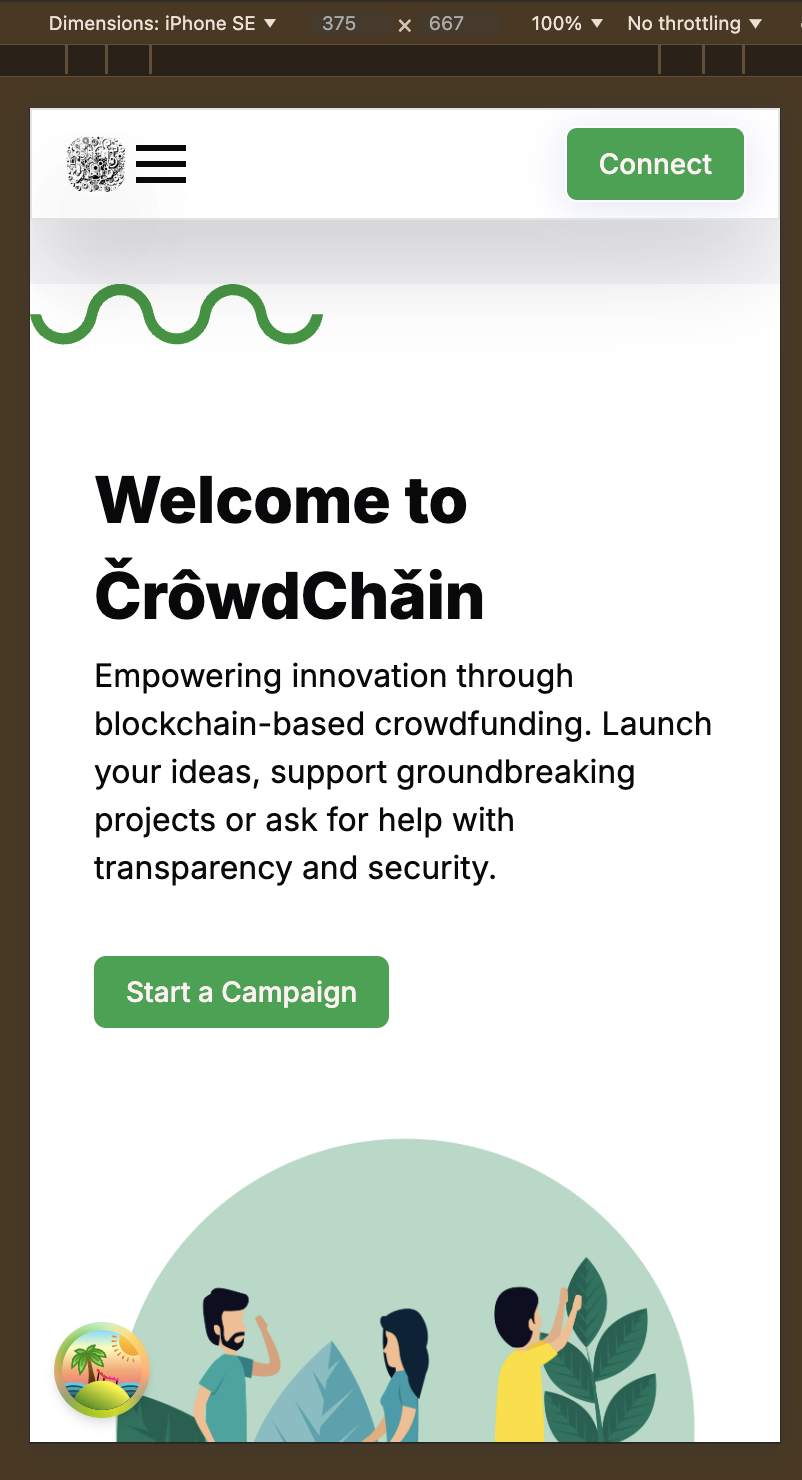 Dimensions: iPhone SE ▼ 375 × 667 100% ▼ No throttling ▼
Connect
Welcome to
ČrôwdChǎin
Empowering innovation through
blockchain-based crowdfunding. Launch
your ideas, support groundbreaking
projects or ask for help with
transparency and security.
Start a Campaign